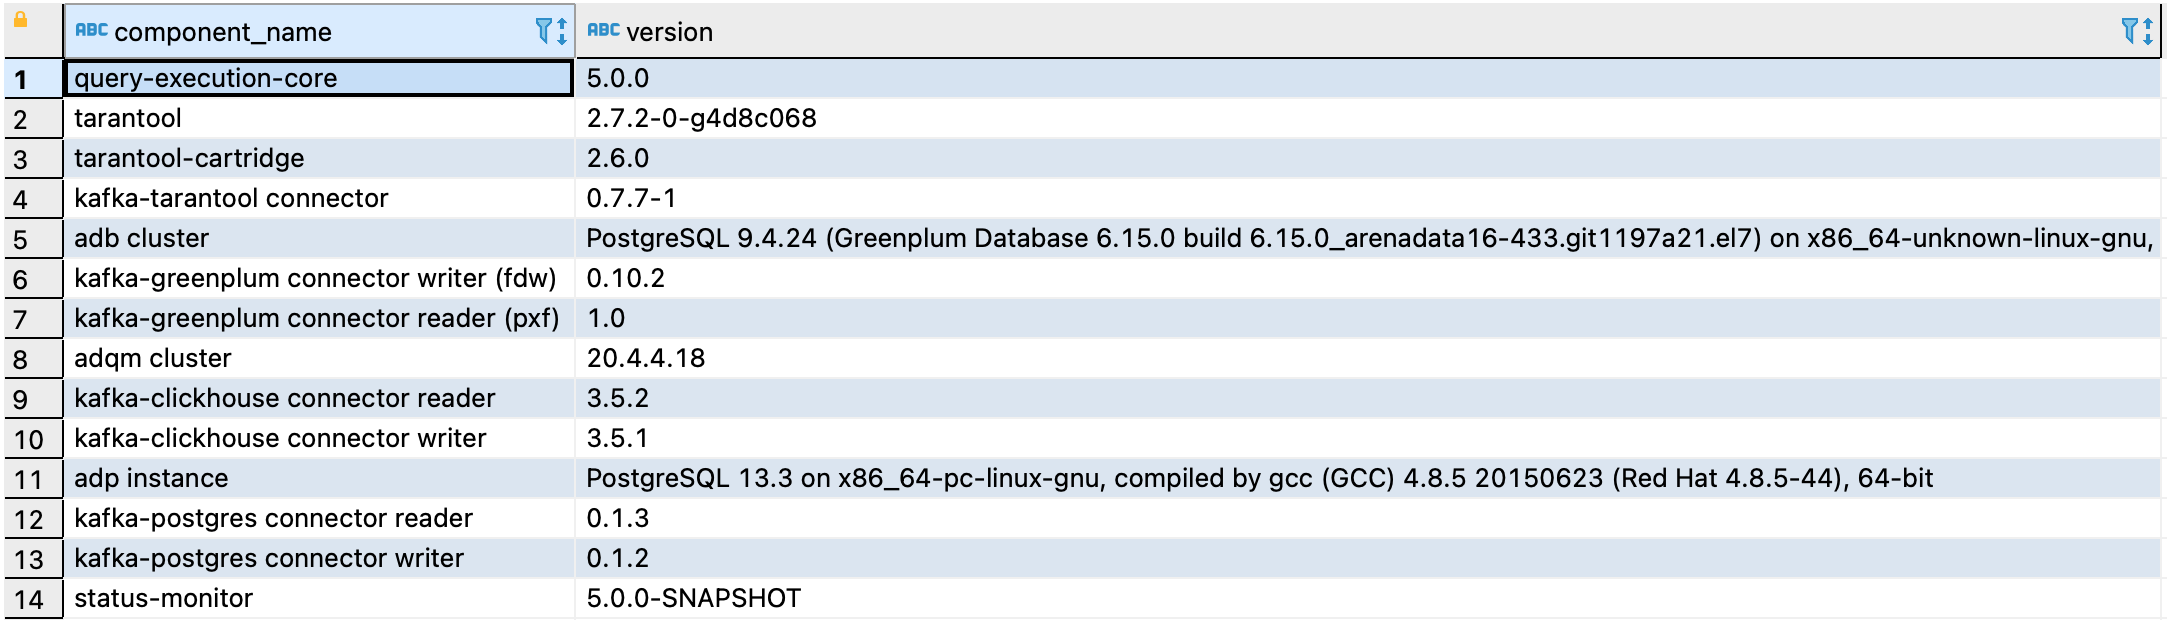 ABC component_name ABC version
1 query-execution-core 5.0.0
2 tarantool 2.7.2-0-g4d8c068
3 tarantool-cartridge 2.6.0
4 kafka-tarantool connector 0.7.7-1
5 adb cluster PostgreSQL 9.4.24 (Greenplum Database 6.15.0 build 6.15.0_arenadata16-433.git1197a21.el7) on x86_64-unknown-linux-gnu,
6 kafka-greenplum connector writer (fdw) 0.10.2
7 kafka-greenplum connector reader (pxf) 1.0
8 adqm cluster 20.4.4.18
9 kafka-clickhouse connector reader 3.5.2
10 kafka-clickhouse connector writer 3.5.1
11 adp instance PostgreSQL 13.3 on x86_64-pc-linux-gnu, compiled by gcc (GCC) 4.8.5 20150623 (Red Hat 4.8.5-44), 64-bit
12 kafka-postgres connector reader 0.1.3
13 kafka-postgres connector writer 0.1.2
14 status-monitor 5.0.0-SNAPSHOT